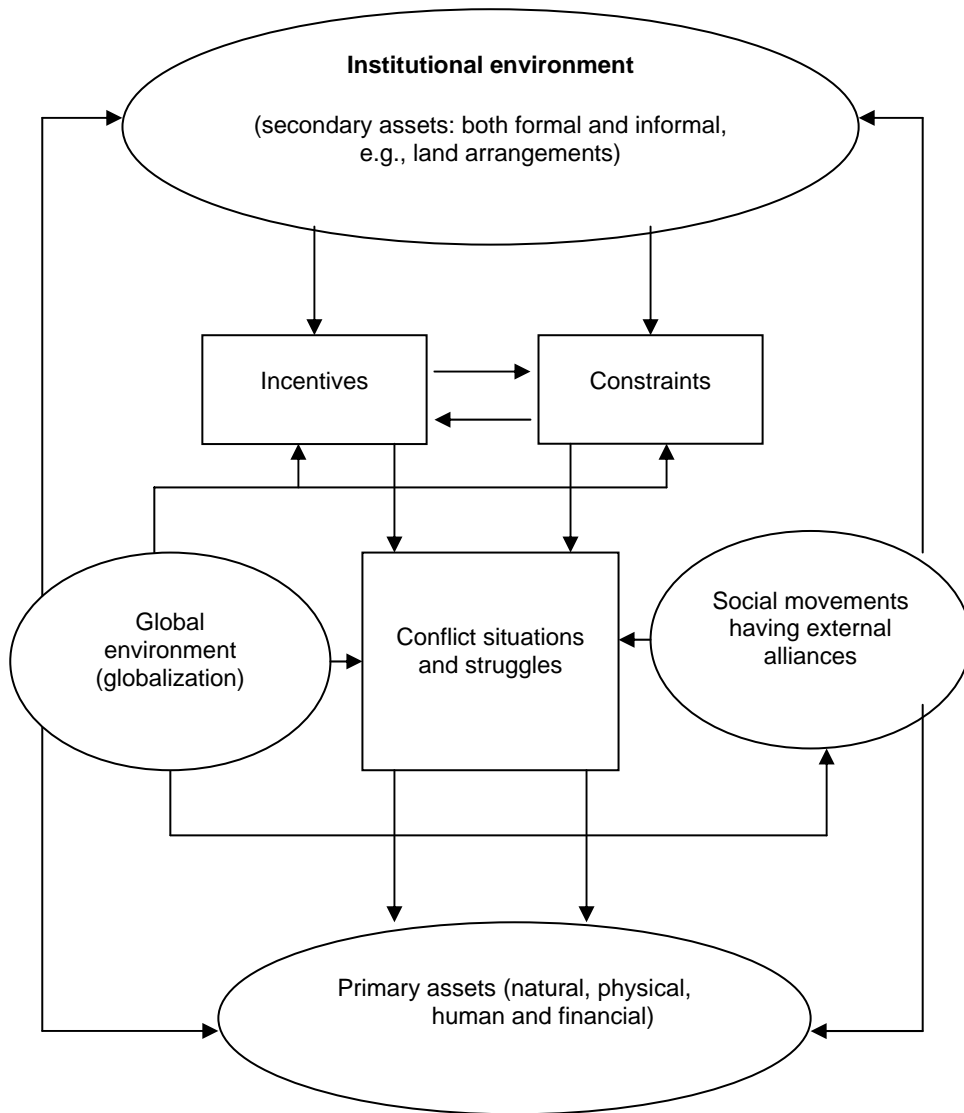 Institutional environment
(secondary assets: both formal and informal,
e.g., land arrangements)
Incentives
Constraints
Global
environment
(globalization)
Conflict situations
and struggles
Social movements
having external
alliances
Primary assets (natural, physical,
human and financial)